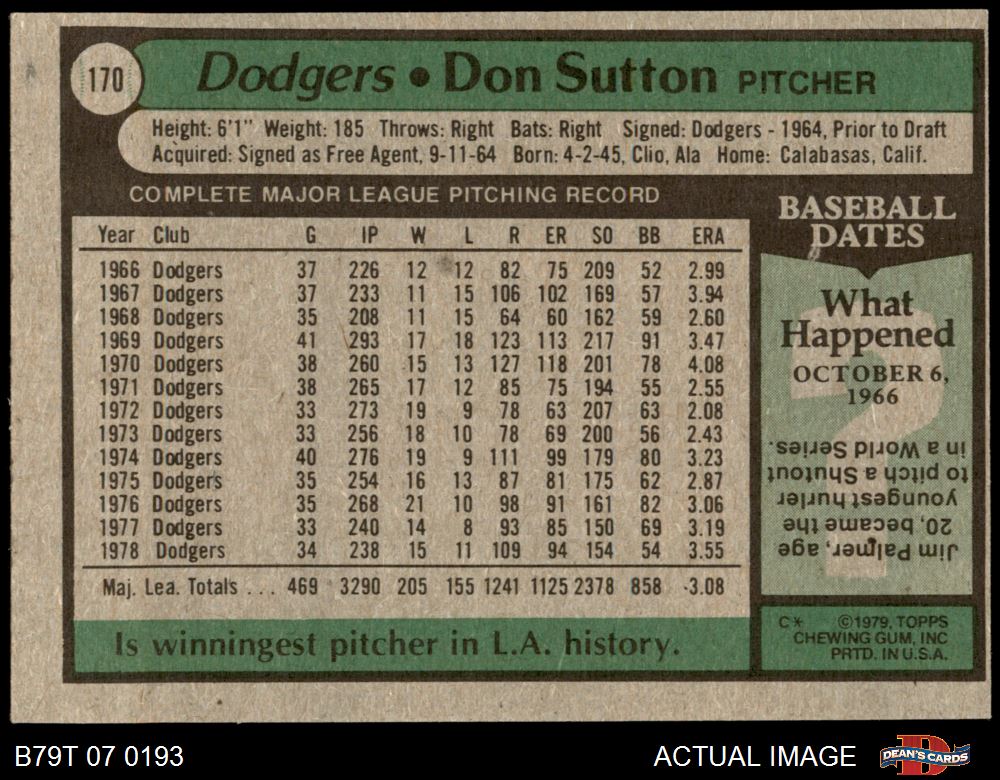 170
Dodgers • Don Sutton PITCHER
Height: 6'1" Weight: 185 Throws: Right Bats: Right Signed: Dodgers - 1964, Prior to Draft
Acquired: Signed as Free Agent, 9-11-64 Born: 4-2-45, Clio, Ala Home: Calabasas, Calif.
COMPLETE MAJOR LEAGUE PITCHING RECORD
Year Club G IP W L R ER SO BB ERA
1966 Dodgers 37 226 12 12 82 75 209 52 2.99
1967 Dodgers 37 233 11 15 106 102 169 57 3.94
1968 Dodgers 35 208 11 15 64 60 162 59 2.60
1969 Dodgers 41 293 17 18 123 113 217 91 3.47
1970 Dodgers 38 260 15 13 127 118 201 78 4.08
1971 Dodgers 38 265 17 12 85 75 194 55 2.55
1972 Dodgers 33 273 19 9 78 63 207 63 2.08
1973 Dodgers 33 256 18 10 78 69 200 56 2.43
1974 Dodgers 40 276 19 9 111 99 179 80 3.23
1975 Dodgers 35 254 16 13 87 81 175 62 2.87
1976 Dodgers 35 268 21 10 98 91 161 82 3.06
1977 Dodgers 33 240 14 8 93 85 150 69 3.19
1978 Dodgers 34 238 15 11 109 94 154 54 3.55
Maj. Lea. Totals . . . 469 3290 205 155 1241 1125 2378 858 3.08
Is winningest pitcher in L.A. history.
BASEBALL
DATES
What
Happened
OCTOBER 6,
1966
Jim Palmer, age
20, became the
youngest hurler
to pitch a Shutout
in a World Series.
C* ©1979, TOPPS
CHEWING GUM, INC
PRTD. IN U.S.A.
B79T 07 0193
ACTUAL IMAGE
DEAN'S CARDS